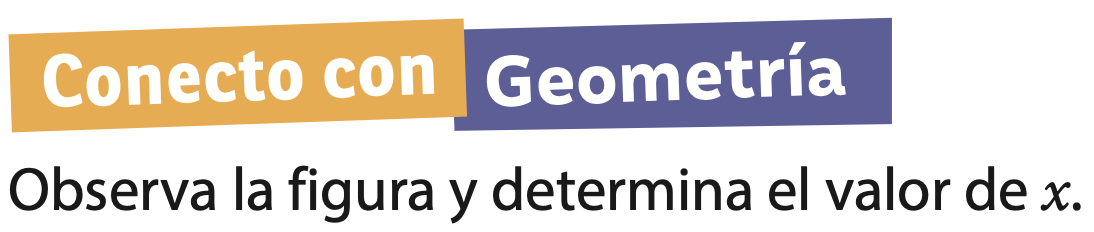 Conecto con Geometría
Observa la figura y determina el valor de x.